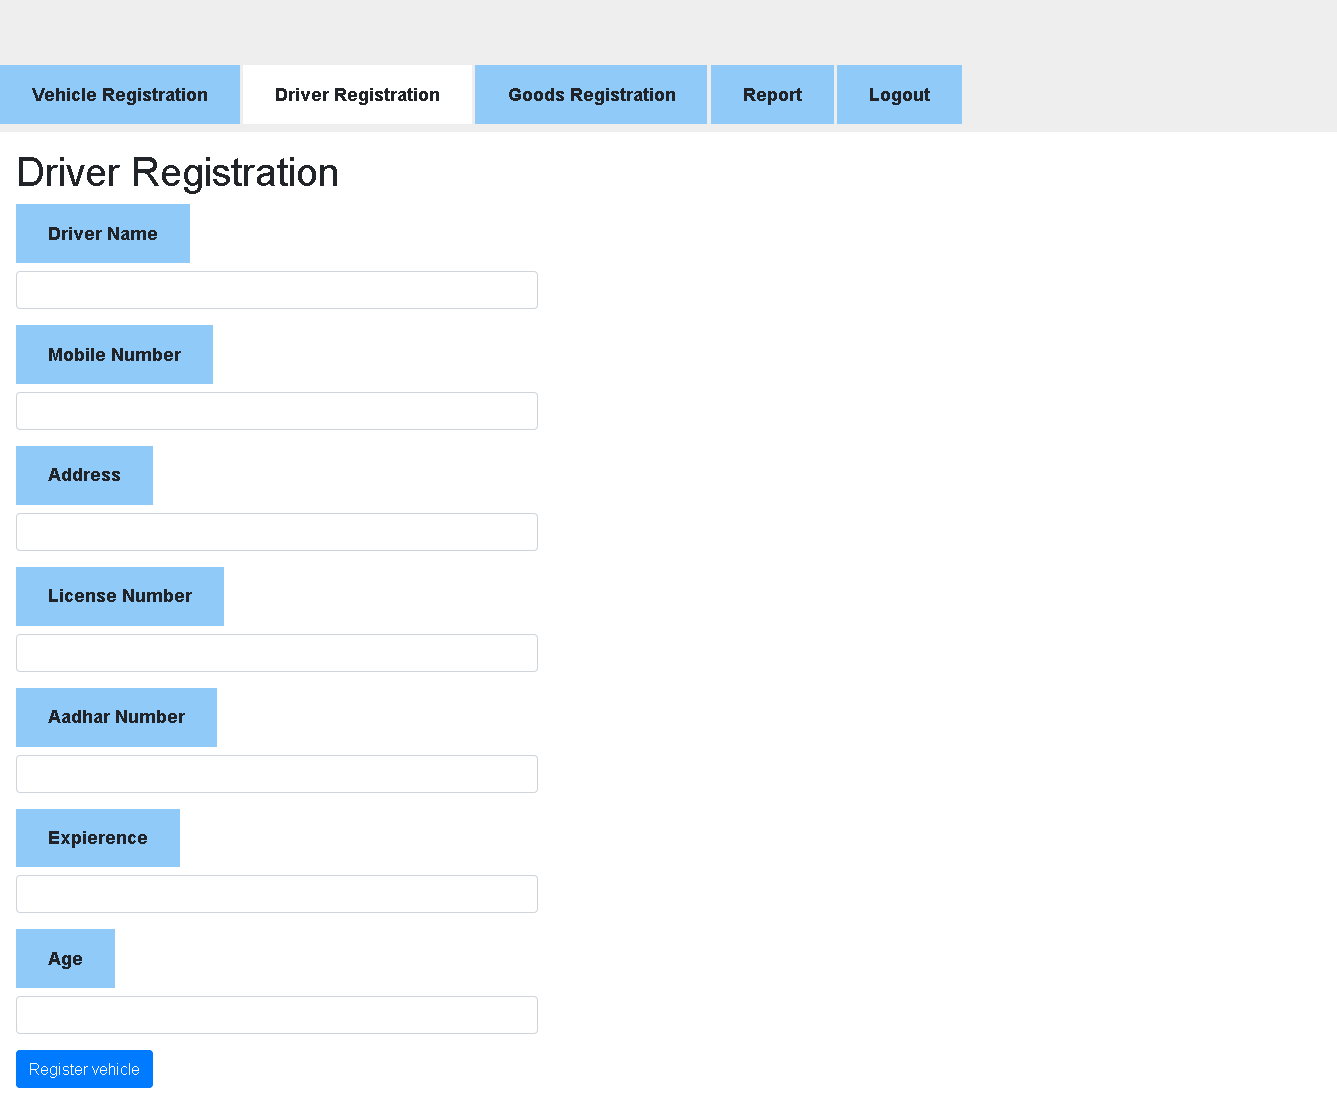 Vehicle Registration Driver Registration Goods Registration Report Logout
Driver Registration
Driver Name
Mobile Number
Address
License Number
Aadhar Number
Expierence
Age
Register vehicle